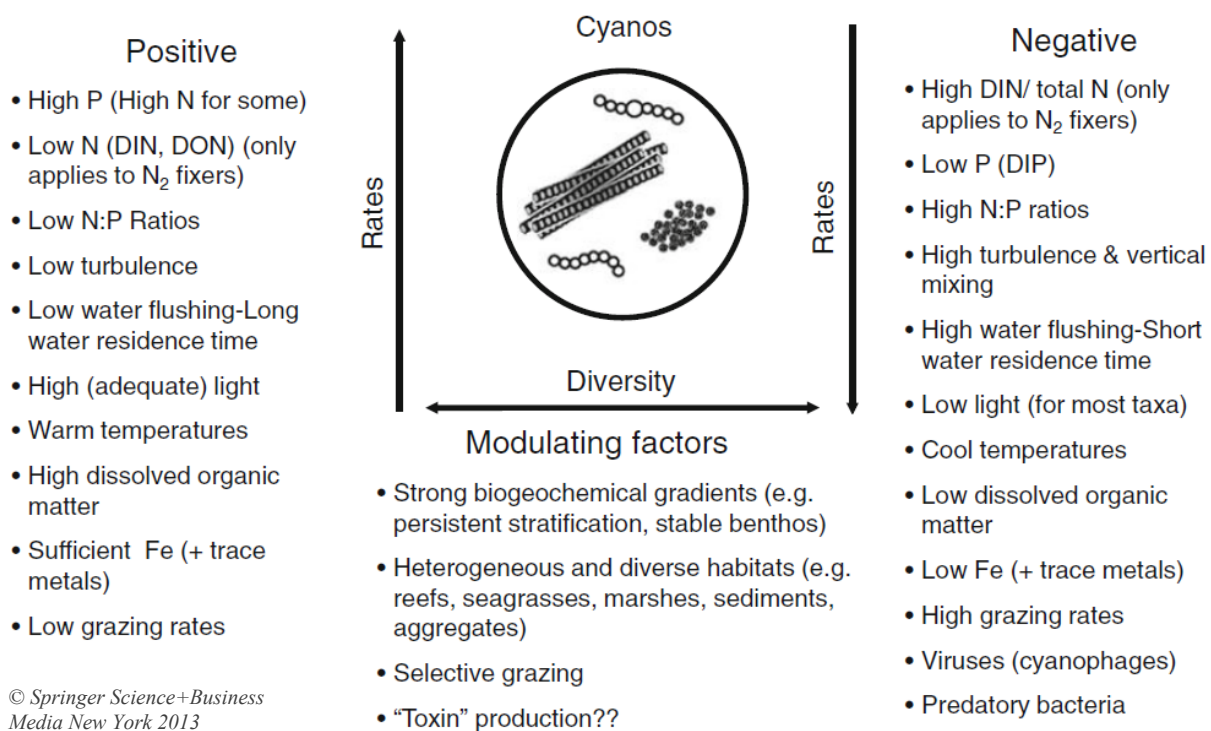 Positive
• High P (High N for some)
• Low N (DIN, DON) (only
applies to N₂ fixers)
• Low N:P Ratios
• Low turbulence
• Low water flushing-Long
water residence time
• High (adequate) light
• Warm temperatures
• High dissolved organic
matter
• Sufficient Fe (+ trace
metals)
• Low grazing rates
© Springer Science+Business
Media New York 2013
Rates
Cyanos
Diversity
Modulating factors
• Strong biogeochemical gradients (e.g.
persistent stratification, stable benthos)
• Heterogeneous and diverse habitats (e.g.
reefs, seagrasses, marshes, sediments,
aggregates)
• Selective grazing
• “Toxin” production??
Rates
Negative
• High DIN/ total N (only
applies to N₂ fixers)
• Low P (DIP)
• High N:P ratios
• High turbulence & vertical
mixing
• High water flushing-Short
water residence time
• Low light (for most taxa)
• Cool temperatures
• Low dissolved organic
matter
• Low Fe (+ trace metals)
• High grazing rates
• Viruses (cyanophages)
• Predatory bacteria